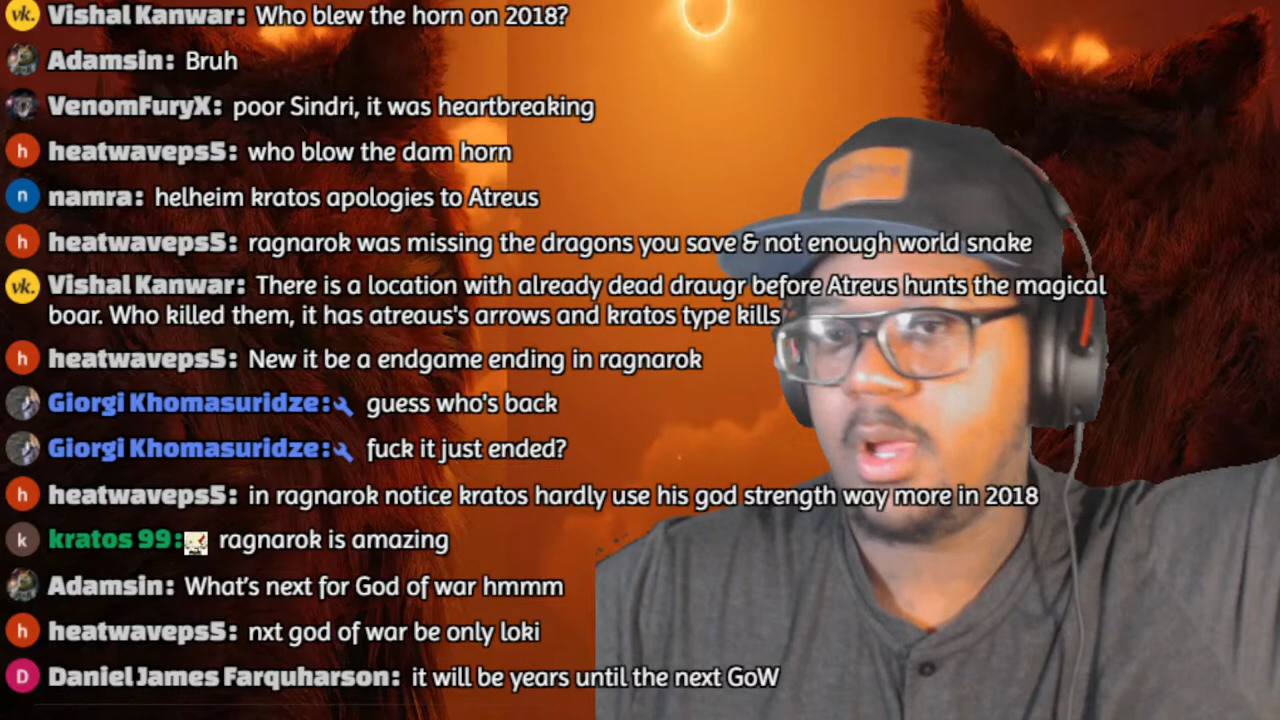 vk. Vishal Kanwar: Who blew the horn on 2018?
Adamsin: Bruh
VenomFuryX: poor Sindri, it was heartbreaking
h heatwaveps5: who blow the dam horn
n namra: helheim kratos apologies to Atreus
h heatwaveps5: ragnarok was missing the dragons you save & not enough world snake
vk. Vishal Kanwar: There is a location with already dead draugr before Atreus hunts the magical
boar. Who killed them, it has atreaus's arrows and kratos type kills
h heatwaveps5: New it be a endgame ending in ragnarok
Giorgi Khomasuridze: guess who's back
Giorgi Khomasuridze: fuck it just ended?
h heatwaveps5: in ragnarok notice kratos hardly use his god strength way more in 2018
k kratos 99: ragnarok is amazing
Adamsin: What's next for God of war hmmm
h heatwaveps5: nxt god of war be only loki
D Daniel James Farquharson: it will be years until the next GoW